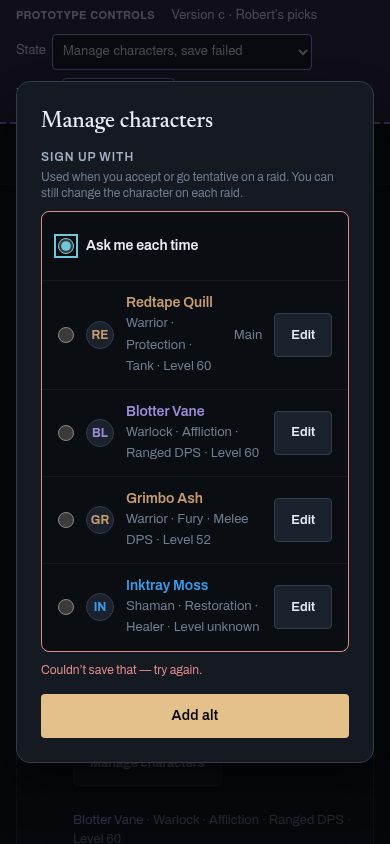 PROTOTYPE CONTROLS Version c · Robert's picks
State Manage characters, save failed
Manage characters
SIGN UP WITH
Used when you accept or go tentative on a raid. You can
still change the character on each raid.
Ask me each time
RE Redtape Quill
Warrior ·
Protection ·
Tank · Level 60
Main
Edit
BL Blotter Vane
Warlock · Affliction ·
Ranged DPS · Level 60
Edit
GR Grimbo Ash
Warrior · Fury · Melee
DPS · Level 52
Edit
IN Inktray Moss
Shaman · Restoration ·
Healer · Level unknown
Edit
Couldn't save that — try again.
Add alt
Manage characters
Blotter Vane · Warlock · Affliction · Ranged DPS ·
Level 60